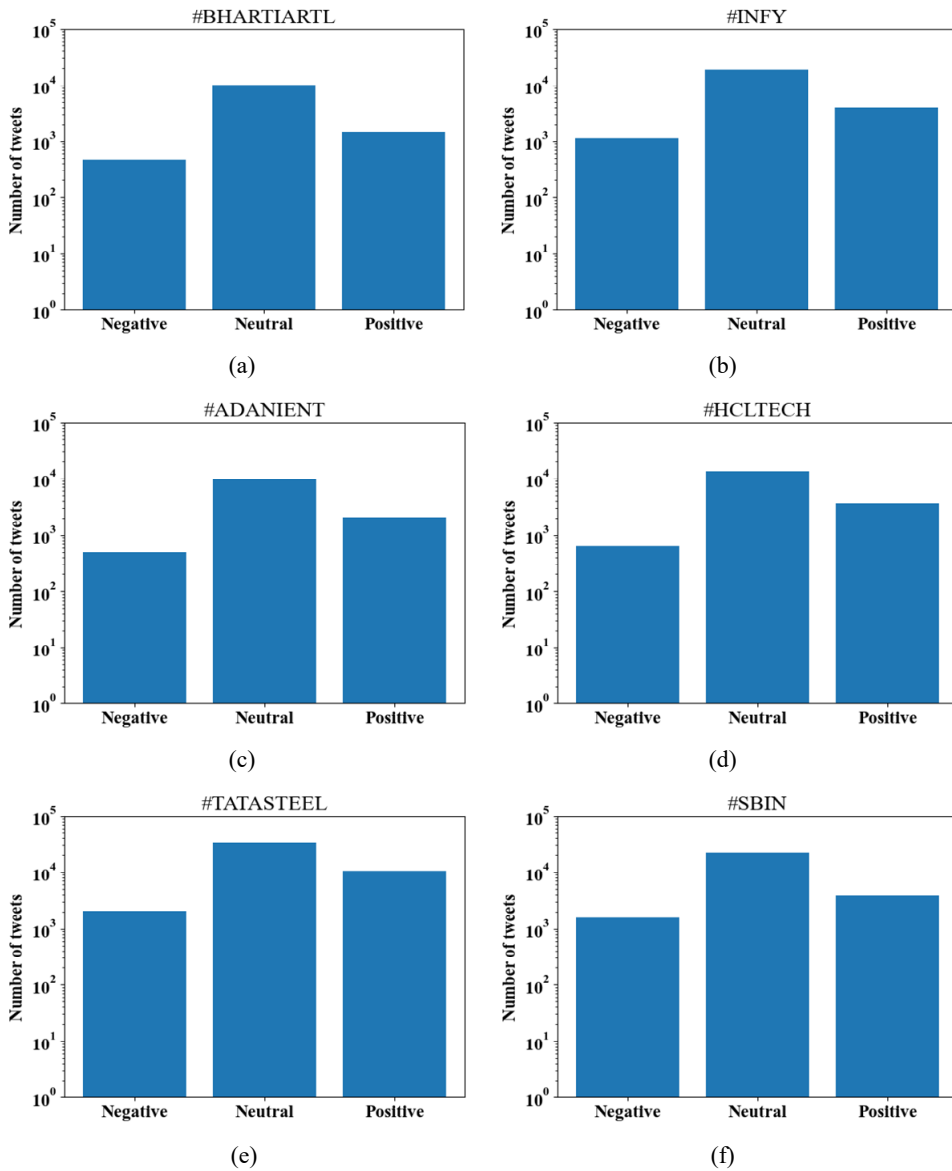 #BHARTIARTL
Number of tweets
10^5
10^4
10^3
10^2
10^1
10^0
Negative Neutral Positive
(a)
#INFY
Number of tweets
10^5
10^4
10^3
10^2
10^1
10^0
Negative Neutral Positive
(b)
#ADANIENT
Number of tweets
10^5
10^4
10^3
10^2
10^1
10^0
Negative Neutral Positive
(c)
#HCLTECH
Number of tweets
10^5
10^4
10^3
10^2
10^1
10^0
Negative Neutral Positive
(d)
#TATASTEEL
Number of tweets
10^5
10^4
10^3
10^2
10^1
10^0
Negative Neutral Positive
(e)
#SBIN
Number of tweets
10^5
10^4
10^3
10^2
10^1
10^0
Negative Neutral Positive
(f)